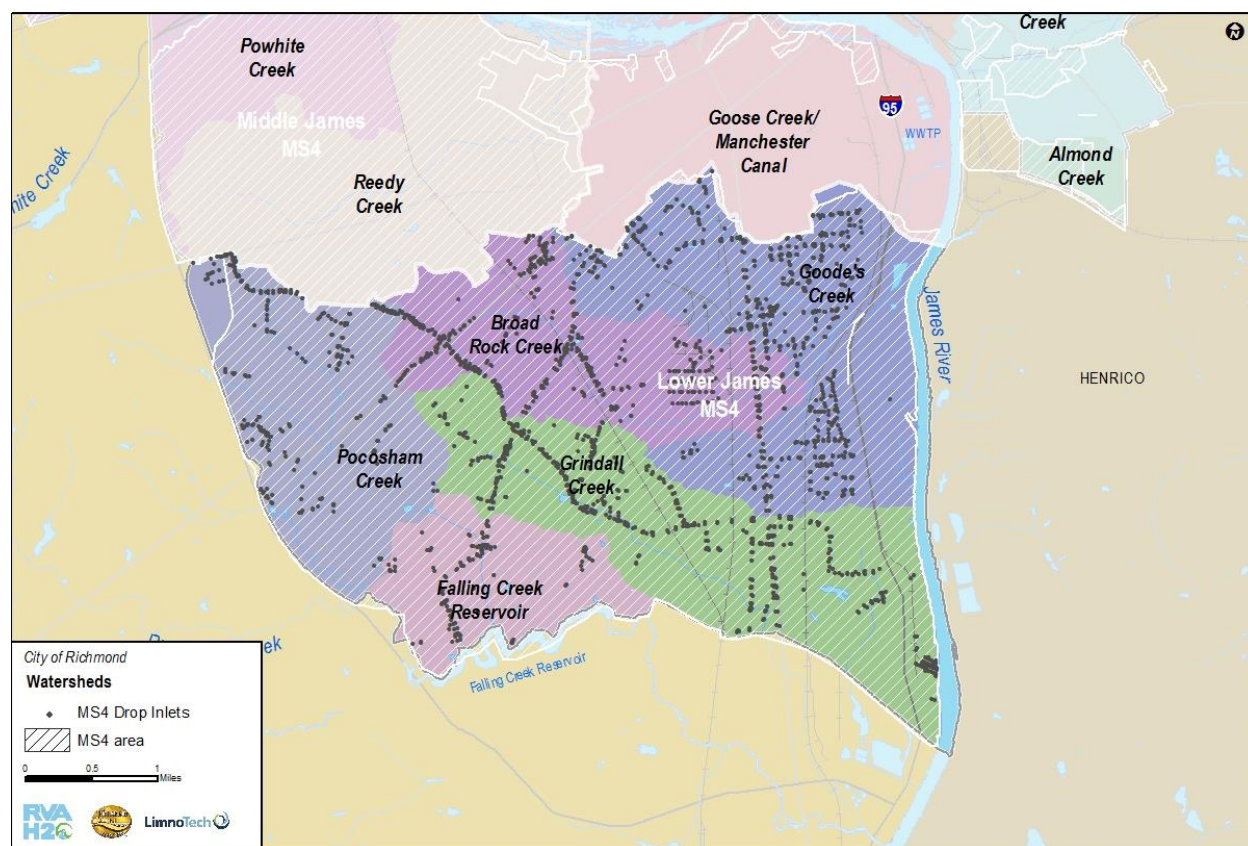 Creek
N
Powhite
Creek
Middle James
MS4
Goose Creek/
Manchester
Canal
95
WWTP
Almond
Creek
hite Creek
Reedy
Creek
Goode's
Creek
James River
Broad
Rock Creek
Lower James
MS4
HENRICO
Pocosham
Creek
Grindall
Creek
Falling Creek
Reservoir
Falling Creek Reservoir
City of Richmond
Watersheds
MS4 Drop Inlets
MS4 area
0 0.5 1
Miles
RVA
H2O
LimnoTech